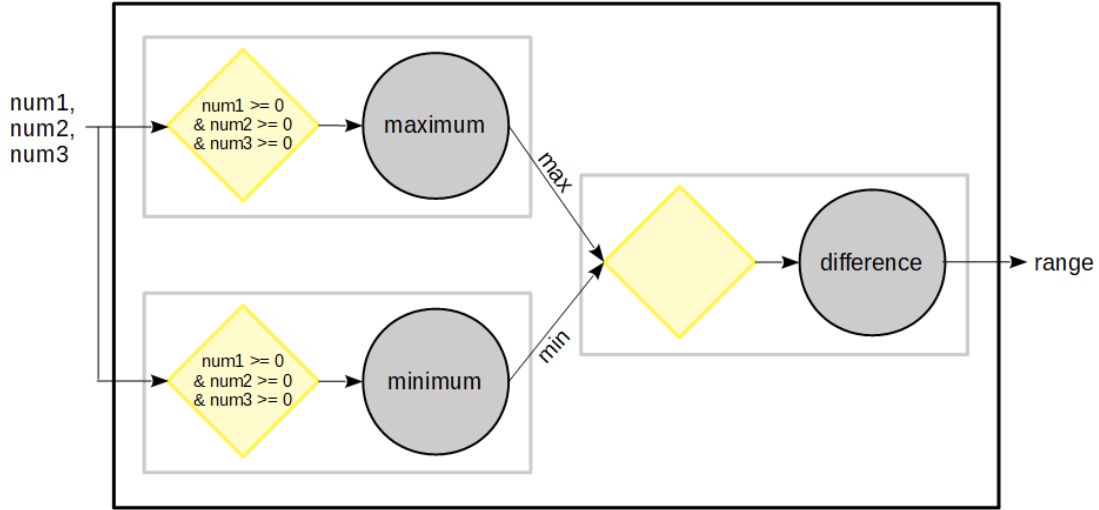 num1,
num2,
num3
num1 >= 0
& num2 >= 0
& num3 >= 0
maximum
max
num1 >= 0
& num2 >= 0
& num3 >= 0
minimum
min
difference
range